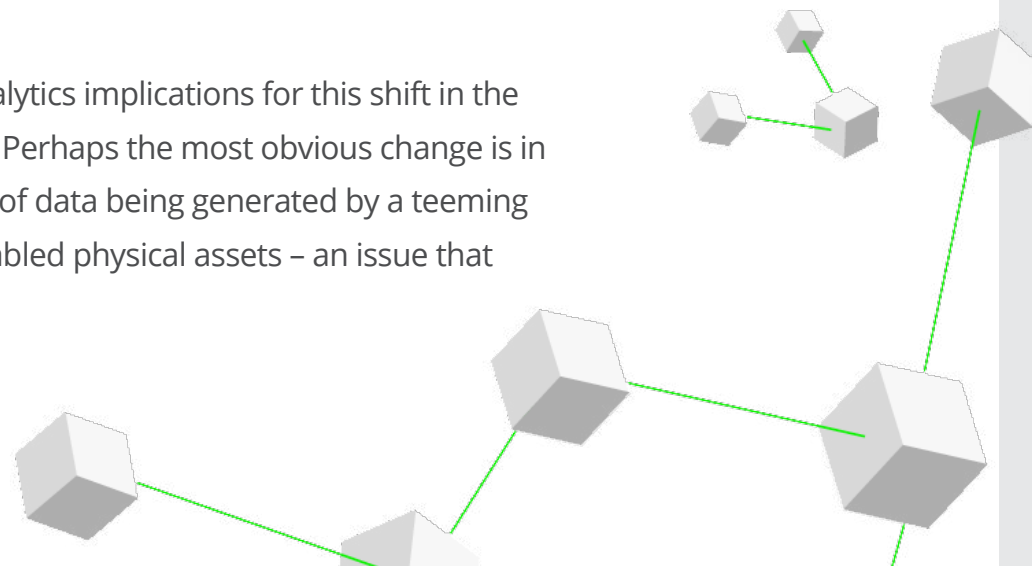 alytics implications for this shift in the
Perhaps the most obvious change is in
of data being generated by a teeming
bled physical assets – an issue that